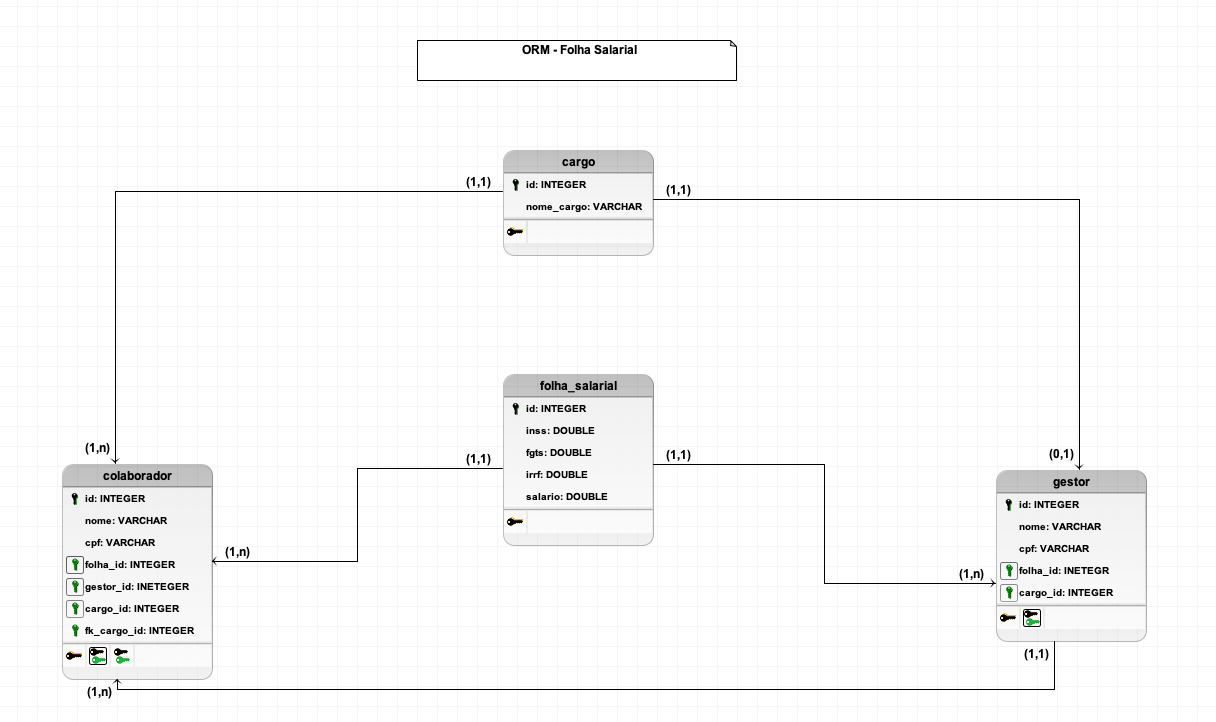 ORM - Folha Salarial
cargo
id: INTEGER
nome_cargo: VARCHAR
(1,1)
(1,1)
folha_salarial
id: INTEGER
inss: DOUBLE
fgts: DOUBLE
irrf: DOUBLE
salario: DOUBLE
(1,1)
(1,1)
(1,n)
colaborador
id: INTEGER
nome: VARCHAR
cpf: VARCHAR
folha_id: INTEGER
gestor_id: INETEGER
cargo_id: INTEGER
fk_cargo_id: INTEGER
(1,n)
(1,n)
(0,1)
gestor
id: INTEGER
nome: VARCHAR
cpf: VARCHAR
folha_id: INETEGR
cargo_id: INTEGER
(1,n)
(1,1)